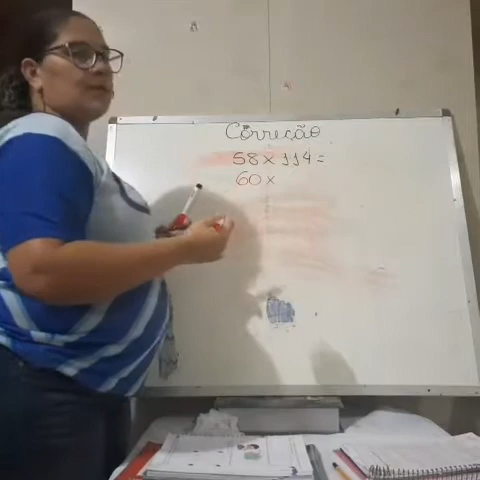 Correção
58 x 114 =
60 x